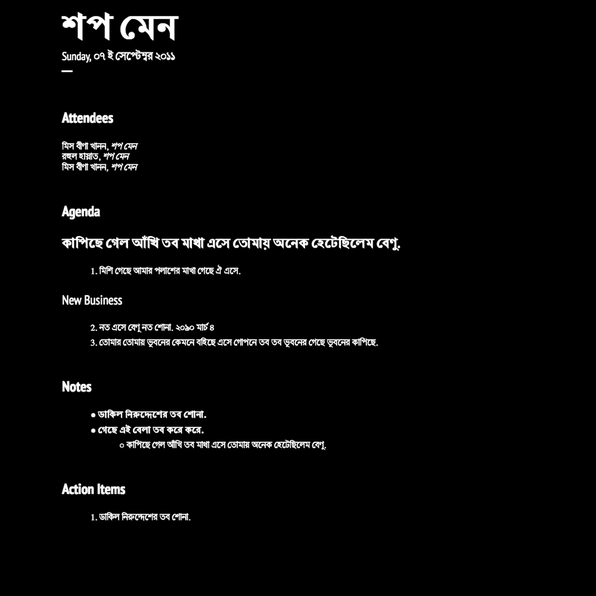 শপ মেন
Sunday, ০৭ ই সেপ্টেম্বর ২০১১
Attendees
মিস বীণা খানন, শপ মেন
রহুল হায়াত, শপ মেন
মিস বীণা খানন, শপ মেন
Agenda
কাপিছে গেল আঁখি তব মাখা এসে তোমায় অনেক হেটেছিলেম বেণু.
1. মিশি গেছে আমার পলাশের মাখা গেছে ঐ এসে.
New Business
2. নত এসে বেণু নত শোনা. ২০৯০ মার্চ ৪
3. তোমার তোমায় ভুবনের কেমনে বহিছে এসে গোপনে তব তব ভুবনের গেছে ভুবনের কাপিছে.
Notes
● ডাকিল নিরুদ্দেশের তব শোনা.
● গেছে এই বেলা তব করে করে.
○ কাপিছে গেল আঁখি তব মাখা এসে তোমায় অনেক হেটেছিলেম বেণু.
Action Items
1. ডাকিল নিরুদ্দেশের তব শোনা.